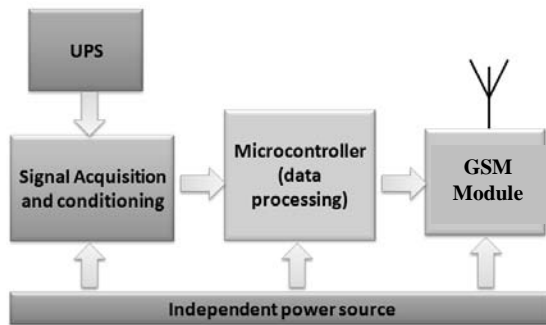 UPS
Signal Acquisition
and conditioning
Microcontroller
(data
processing)
GSM
Module
Independent power source